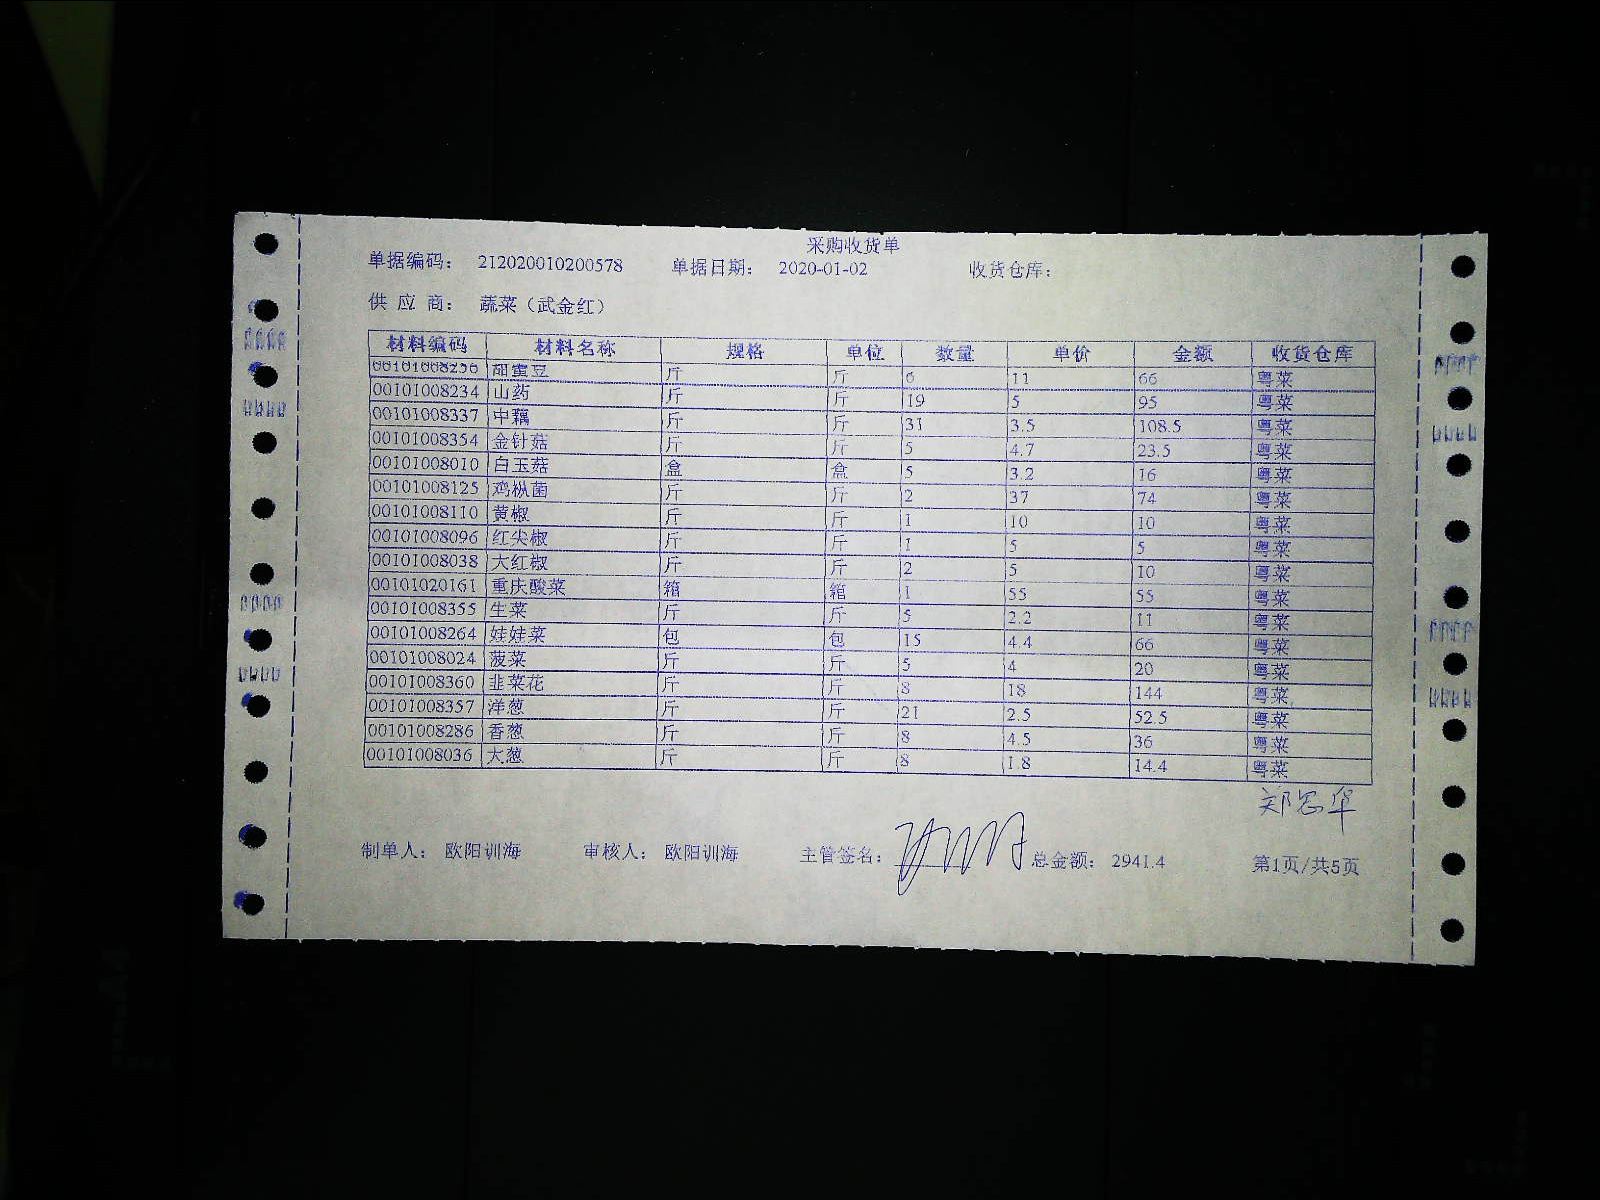 采购收货单
单据编码： 212020010200578 单据日期： 2020-01-02 收货仓库：
供 应 商： 蔬菜（武金红）
材料编码 材料名称 规格 单位 数量 单价 金额 收货仓库
甜蜜豆 斤 斤 6 11 66 粤菜
00101008234 山药 斤 斤 19 5 95 粤菜
00101008337 中藕 斤 斤 31 3.5 108.5 粤菜
00101008354 金针菇 斤 斤 5 4.7 23.5 粤菜
00101008010 白玉菇 盒 盒 5 3.2 16 粤菜
00101008125 鸡枞菌 斤 斤 2 37 74 粤菜
00101008110 黄椒 斤 斤 1 10 10 粤菜
00101008096 红尖椒 斤 斤 1 5 5 粤菜
00101008038 大红椒 斤 斤 2 5 10 粤菜
00101020161 重庆酸菜 箱 箱 1 55 55 粤菜
00101008355 生菜 斤 斤 5 2.2 11 粤菜
00101008264 娃娃菜 包 包 15 4.4 66 粤菜
00101008024 菠菜 斤 斤 5 4 20 粤菜
00101008360 韭菜花 斤 斤 8 18 144 粤菜
00101008357 洋葱 斤 斤 21 2.5 52.5 粤菜
00101008286 香葱 斤 斤 8 4.5 36 粤菜
00101008036 大葱 斤 斤 8 1.8 14.4 粤菜
制单人： 欧阳训海 审核人： 欧阳训海 主管签名： 总金额： 2941.4 第1页/共5页